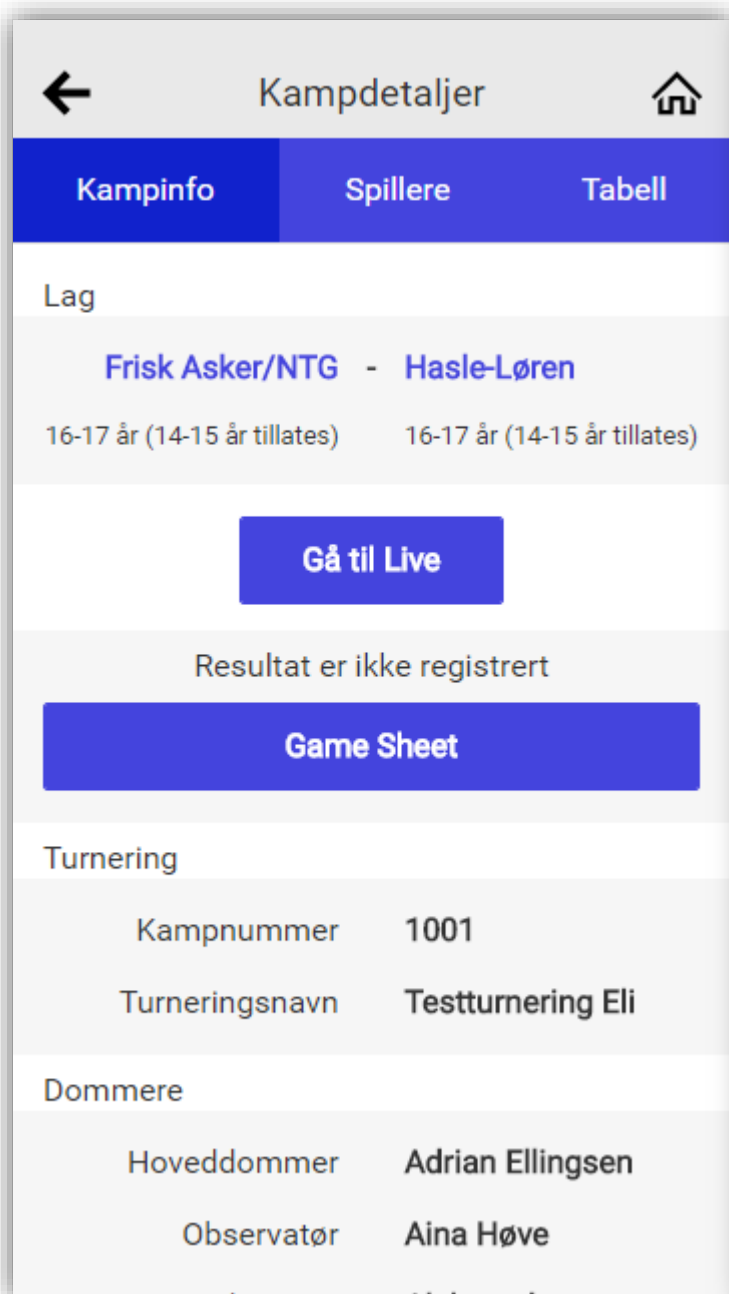 Kampdetaljer
Kampinfo Spillere Tabell
Lag
Frisk Asker/NTG - Hasle-Løren
16-17 år (14-15 år tillates) 16-17 år (14-15 år tillates)
Gå til Live
Resultat er ikke registrert
Game Sheet
Turnering
Kampnummer 1001
Turneringsnavn Testturnering Eli
Dommere
Hoveddommer Adrian Ellingsen
Observatør Aina Høve